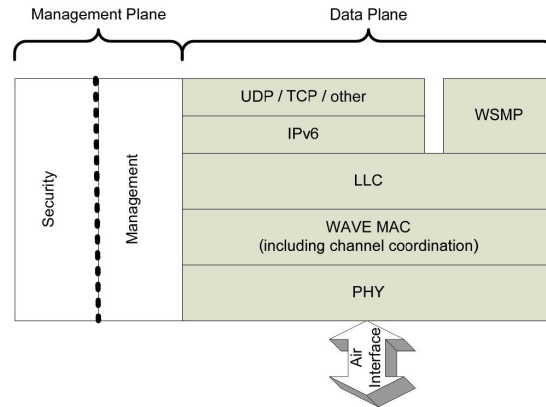 Management Plane
Data Plane
Security
Management
UDP / TCP / other
IPv6
WSMP
LLC
WAVE MAC
(including channel coordination)
PHY
Air
Interface